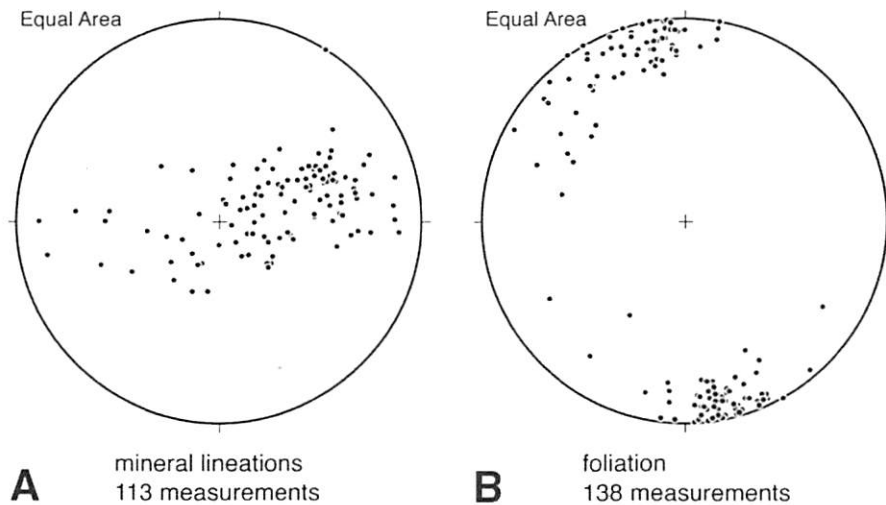 Equal Area
Equal Area
A
mineral lineations
113 measurements
B
foliation
138 measurements